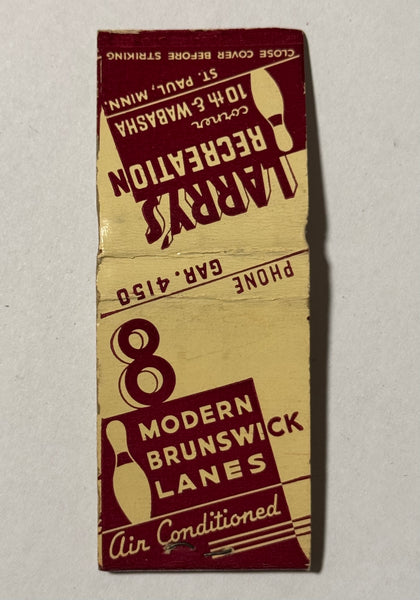 CLOSE COVER BEFORE STRIKING
LARRY'S
RECREATION
corner
10th & WABASHA
ST. PAUL, MINN.
PHONE
GAR. 4150
8
MODERN
BRUNSWICK
LANES
Air Conditioned